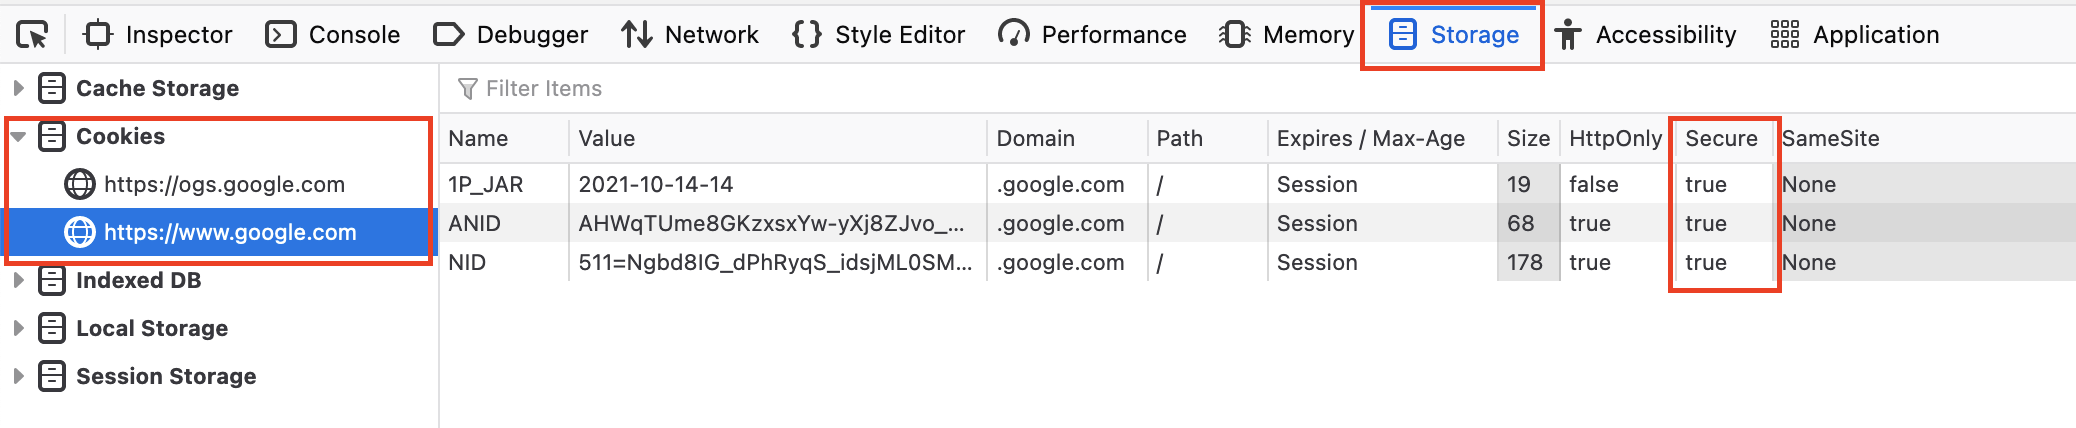 Inspector Console Debugger Network Style Editor Performance Memory Storage Accessibility Application
Cache Storage
Filter Items
Cookies
https://ogs.google.com
https://www.google.com
Indexed DB
Local Storage
Session Storage
Name Value Domain Path Expires / Max-Age Size HttpOnly Secure SameSite
1P_JAR 2021-10-14-14 .google.com / Session 19 false true None
ANID AHWqTUme8GKzxsxYw-yXj8ZJvo_... .google.com / Session 68 true true None
NID 511=Ngbd8IG_dPhRyqS_idsjML0SM... .google.com / Session 178 true true None